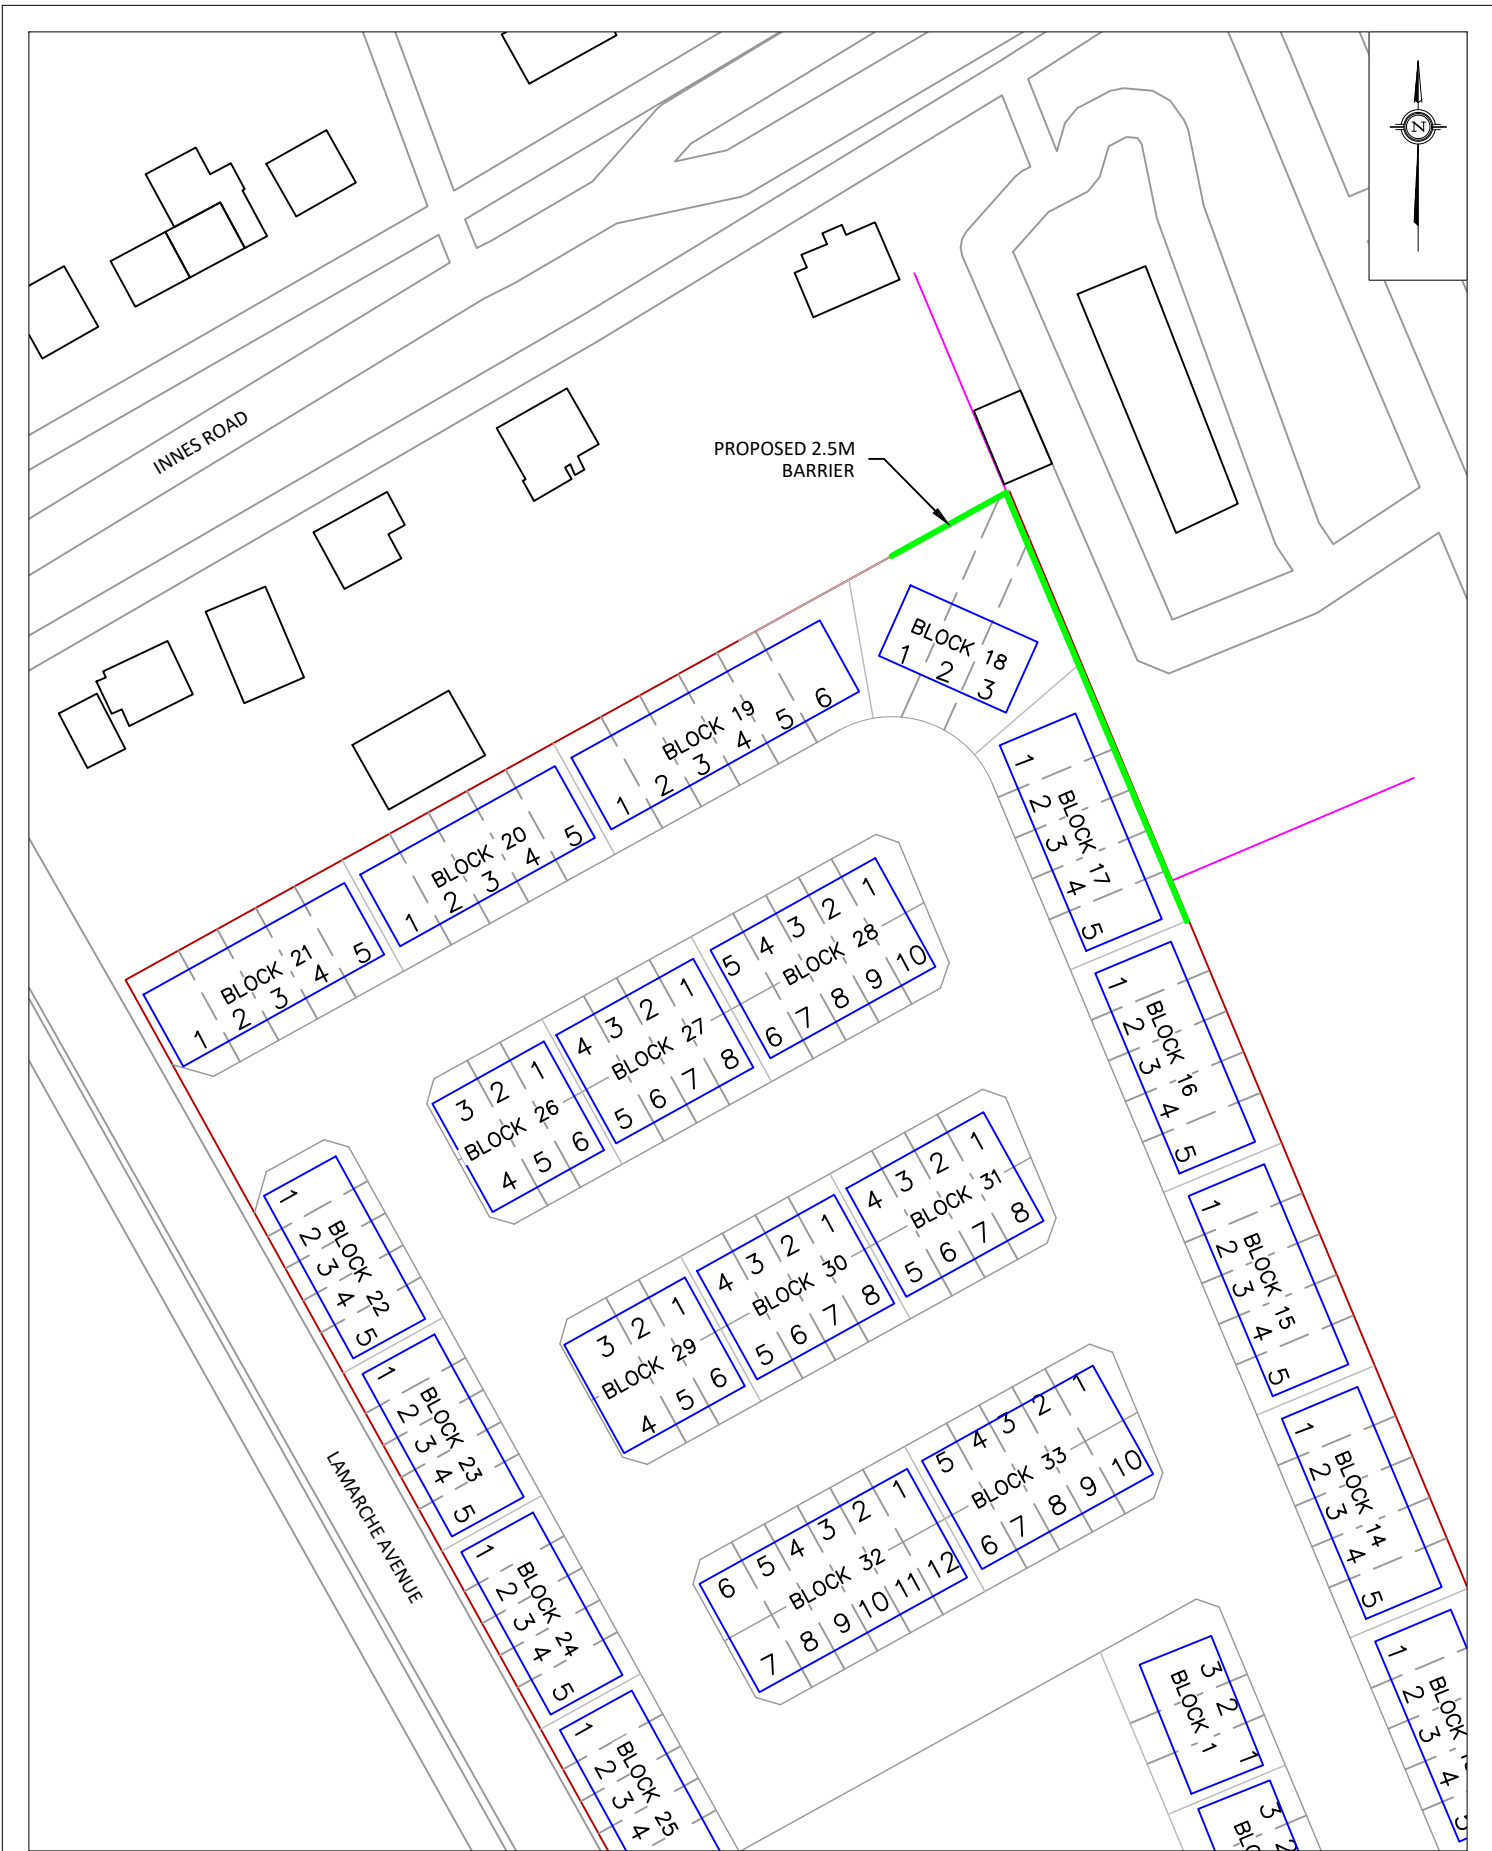 N
INNES ROAD
PROPOSED 2.5M
BARRIER
BLOCK 18
1 2 3
BLOCK 19
1 2 3 4 5 6
BLOCK 20
1 2 3 4 5
BLOCK 21
1 2 3 4 5
BLOCK 17
1 2 3 4 5
5 4 3 2 1
BLOCK 28
6 7 8 9 10
4 3 2 1
BLOCK 27
5 6 7 8
3 2 1
BLOCK 26
4 5 6
BLOCK 16
1 2 3 4 5
BLOCK 22
1 2 3 4 5
4 3 2 1
BLOCK 31
5 6 7 8
4 3 2 1
BLOCK 30
5 6 7 8
3 2 1
BLOCK 29
4 5 6
BLOCK 15
1 2 3 4 5
BLOCK 23
1 2 3 4 5
LAMARCHE AVENUE
5 4 3 2 1
BLOCK 33
6 7 8 9 10
6 5 4 3 2 1
BLOCK 32
7 8 9 10 11 12
BLOCK 14
1 2 3 4 5
BLOCK 24
1 2 3 4 5
BLOCK 25
1 2 3 4
3 2 1
BLOCK 1
BLOCK
1 2 3 4
3 2